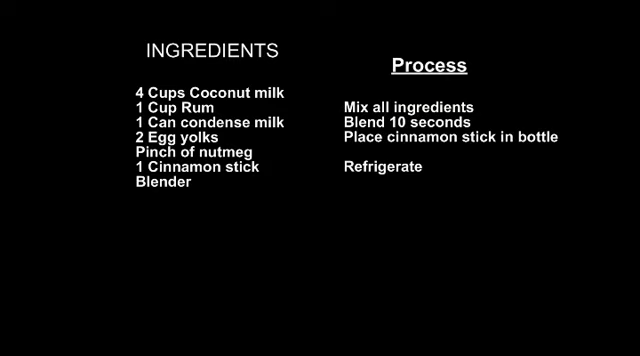 INGREDIENTS
4 Cups Coconut milk
1 Cup Rum
1 Can condense milk
2 Egg yolks
Pinch of nutmeg
1 Cinnamon stick
Blender
Process
Mix all ingredients
Blend 10 seconds
Place cinnamon stick in bottle
Refrigerate